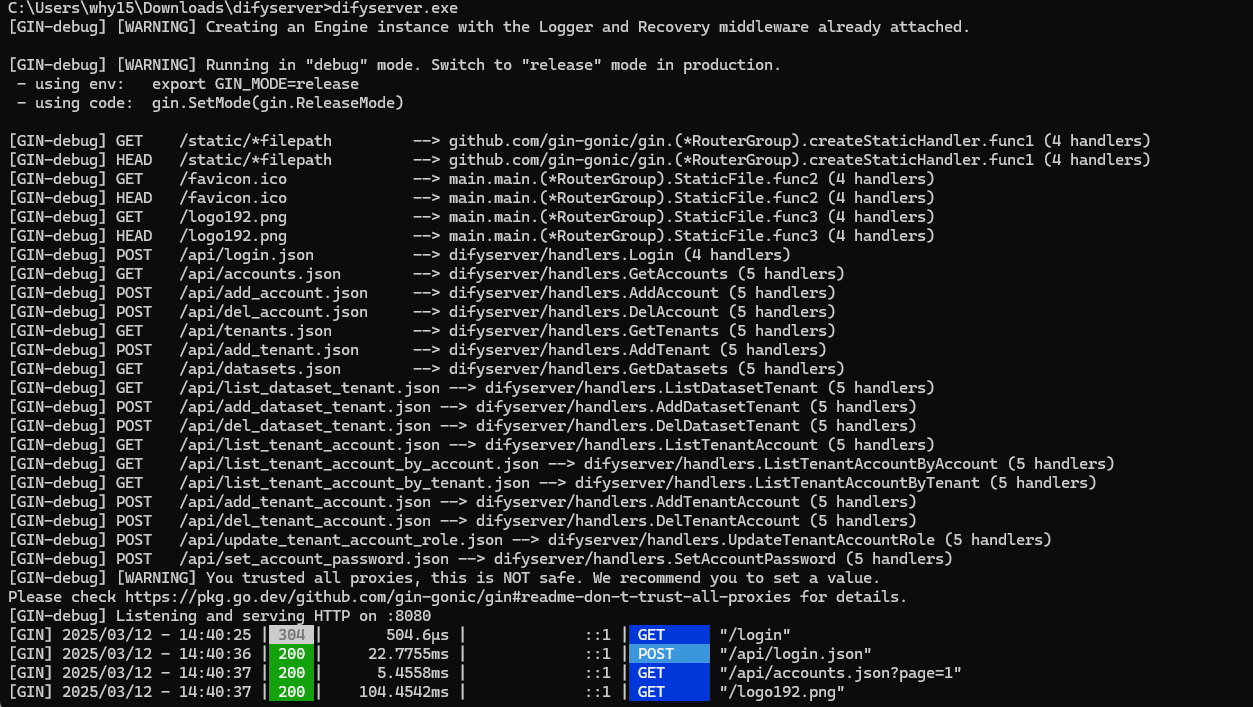 C:\Users\why15\Downloads\difyserver>difyserver.exe
[GIN-debug] [WARNING] Creating an Engine instance with the Logger and Recovery middleware already attached.

[GIN-debug] [WARNING] Running in "debug" mode. Switch to "release" mode in production.
 - using env:   export GIN_MODE=release
 - using code:  gin.SetMode(gin.ReleaseMode)

[GIN-debug] GET    /static/*filepath         --> github.com/gin-gonic/gin.(*RouterGroup).createStaticHandler.func1 (4 handlers)
[GIN-debug] HEAD   /static/*filepath         --> github.com/gin-gonic/gin.(*RouterGroup).createStaticHandler.func1 (4 handlers)
[GIN-debug] GET    /favicon.ico              --> main.main.(*RouterGroup).StaticFile.func2 (4 handlers)
[GIN-debug] HEAD   /favicon.ico              --> main.main.(*RouterGroup).StaticFile.func2 (4 handlers)
[GIN-debug] GET    /logo192.png              --> main.main.(*RouterGroup).StaticFile.func3 (4 handlers)
[GIN-debug] HEAD   /logo192.png              --> main.main.(*RouterGroup).StaticFile.func3 (4 handlers)
[GIN-debug] POST   /api/login.json           --> difyserver/handlers.Login (4 handlers)
[GIN-debug] GET    /api/accounts.json        --> difyserver/handlers.GetAccounts (5 handlers)
[GIN-debug] POST   /api/add_account.json     --> difyserver/handlers.AddAccount (5 handlers)
[GIN-debug] POST   /api/del_account.json     --> difyserver/handlers.DelAccount (5 handlers)
[GIN-debug] GET    /api/tenants.json         --> difyserver/handlers.GetTenants (5 handlers)
[GIN-debug] POST   /api/add_tenant.json      --> difyserver/handlers.AddTenant (5 handlers)
[GIN-debug] GET    /api/datasets.json        --> difyserver/handlers.GetDatasets (5 handlers)
[GIN-debug] GET    /api/list_dataset_tenant.json --> difyserver/handlers.ListDatasetTenant (5 handlers)
[GIN-debug] POST   /api/add_dataset_tenant.json --> difyserver/handlers.AddDatasetTenant (5 handlers)
[GIN-debug] POST   /api/del_dataset_tenant.json --> difyserver/handlers.DelDatasetTenant (5 handlers)
[GIN-debug] GET    /api/list_tenant_account.json --> difyserver/handlers.ListTenantAccount (5 handlers)
[GIN-debug] GET    /api/list_tenant_account_by_account.json --> difyserver/handlers.ListTenantAccountByAccount (5 handlers)
[GIN-debug] GET    /api/list_tenant_account_by_tenant.json --> difyserver/handlers.ListTenantAccountByTenant (5 handlers)
[GIN-debug] POST   /api/add_tenant_account.json --> difyserver/handlers.AddTenantAccount (5 handlers)
[GIN-debug] POST   /api/del_tenant_account.json --> difyserver/handlers.DelTenantAccount (5 handlers)
[GIN-debug] POST   /api/update_tenant_account_role.json --> difyserver/handlers.UpdateTenantAccountRole (5 handlers)
[GIN-debug] POST   /api/set_account_password.json --> difyserver/handlers.SetAccountPassword (5 handlers)
[GIN-debug] [WARNING] You trusted all proxies, this is NOT safe. We recommend you to set a value.
Please check https://pkg.go.dev/github.com/gin-gonic/gin#readme-don-t-trust-all-proxies for details.
[GIN-debug] Listening and serving HTTP on :8080
[GIN] 2025/03/12 - 14:40:25 | 304 |       504.6µs |             ::1 | GET      "/login"
[GIN] 2025/03/12 - 14:40:36 | 200 |     22.7755ms |             ::1 | POST     "/api/login.json"
[GIN] 2025/03/12 - 14:40:37 | 200 |      5.4558ms |             ::1 | GET      "/api/accounts.json?page=1"
[GIN] 2025/03/12 - 14:40:37 | 200 |    104.4542ms |             ::1 | GET      "/logo192.png"